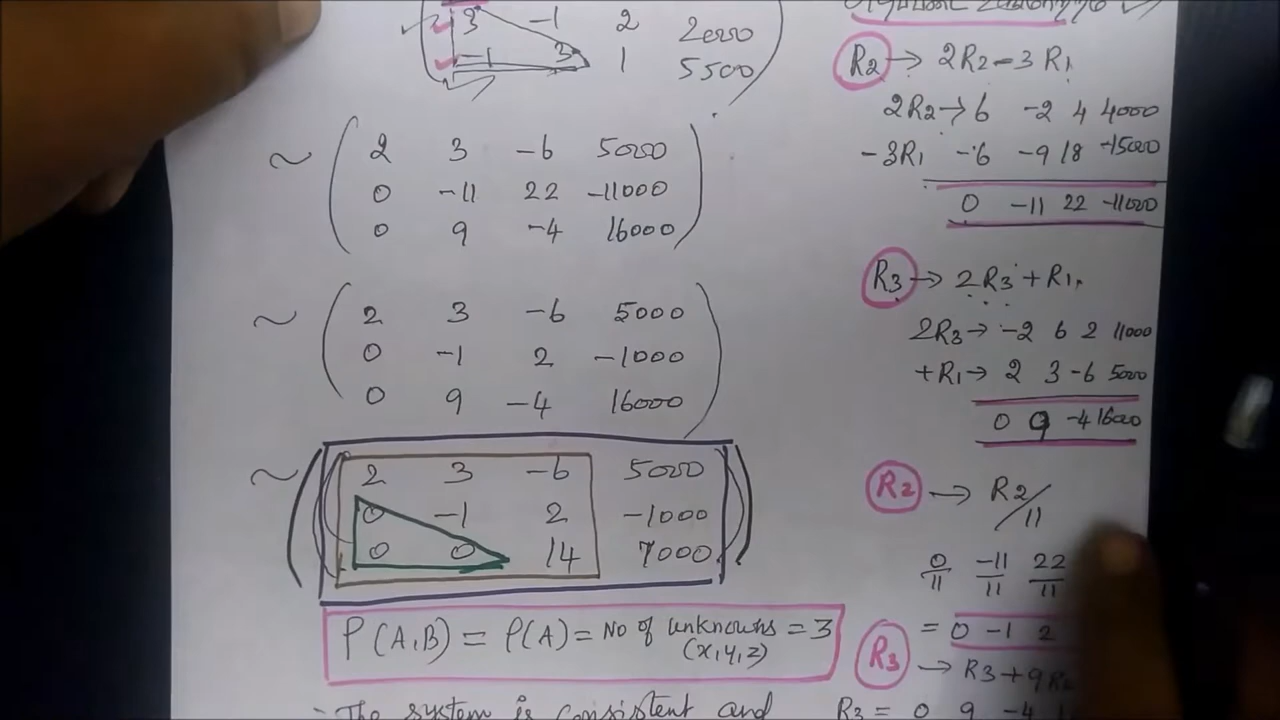 3 -1 2 2000
-1 3 1 5500
~ 2 3 -6 5000
0 -11 22 -11000
0 9 -4 16000
~ 2 3 -6 5000
0 -1 2 -1000
0 9 -4 16000
~ 2 3 -6 5000
0 -1 2 -1000
0 0 14 7000
ρ(A,B) = ρ(A) = No of unknowns = 3
(x,y,z)
The system is consistent and
R2 → 2R2 - 3R1
2R2 → 6 -2 4 4000
-3R1 -6 -9 18 -15000
0 -11 22 -11000
R3 → 2R3 + R1
2R3 → -2 6 2 11000
+R1 → 2 3 -6 5000
0 9 -4 16000
R2 → R2/11
0/11 -11/11 22/11
= 0 -1 2
R3 → R3 + 9R2
R3 = 0 9 -4